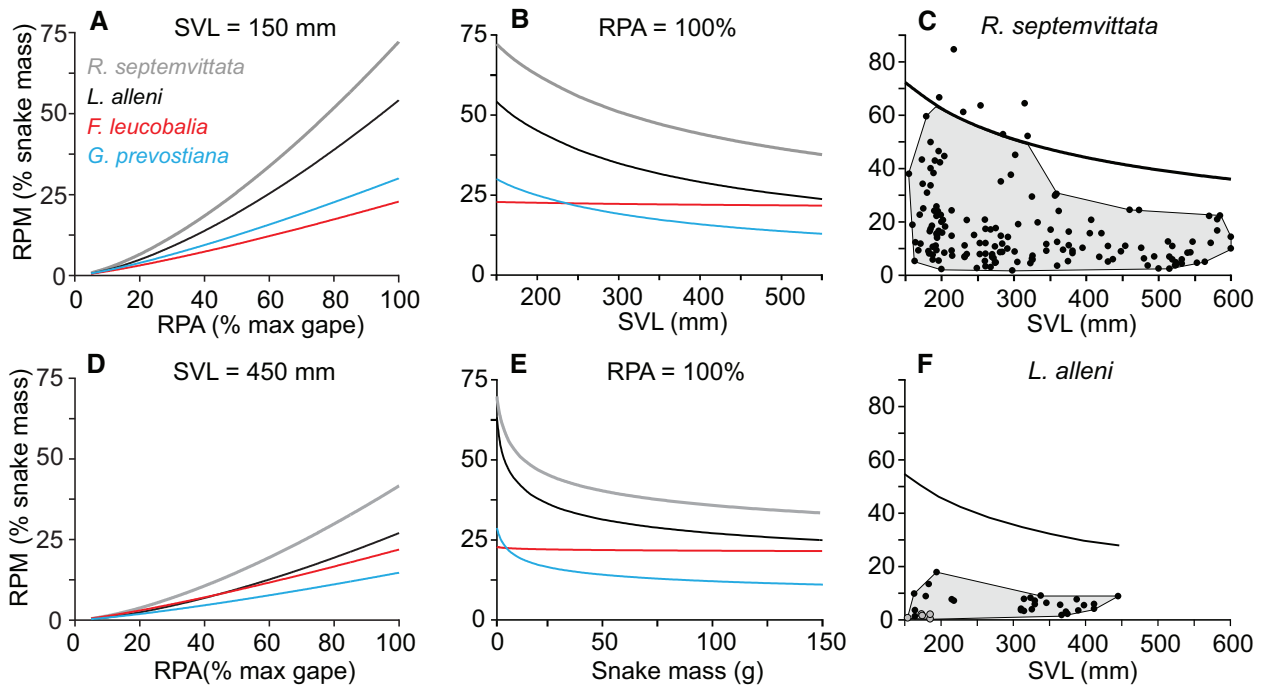 A
SVL = 150 mm
RPM (% snake mass)
75
50
25
0
R. septemvittata
L. alleni
F. leucobalia
G. prevostiana
0 20 40 60 80 100
RPA (% max gape)
B
RPA = 100%
75
50
25
0
200 300 400 500
SVL (mm)
C
R. septemvittata
80
60
40
20
0
200 300 400 500 600
SVL (mm)
D
SVL = 450 mm
RPM (% snake mass)
75
50
25
0
0 20 40 60 80 100
RPA(% max gape)
E
RPA = 100%
75
50
25
0
0 50 100 150
Snake mass (g)
F
L. alleni
80
60
40
20
0
200 300 400 500 600
SVL (mm)